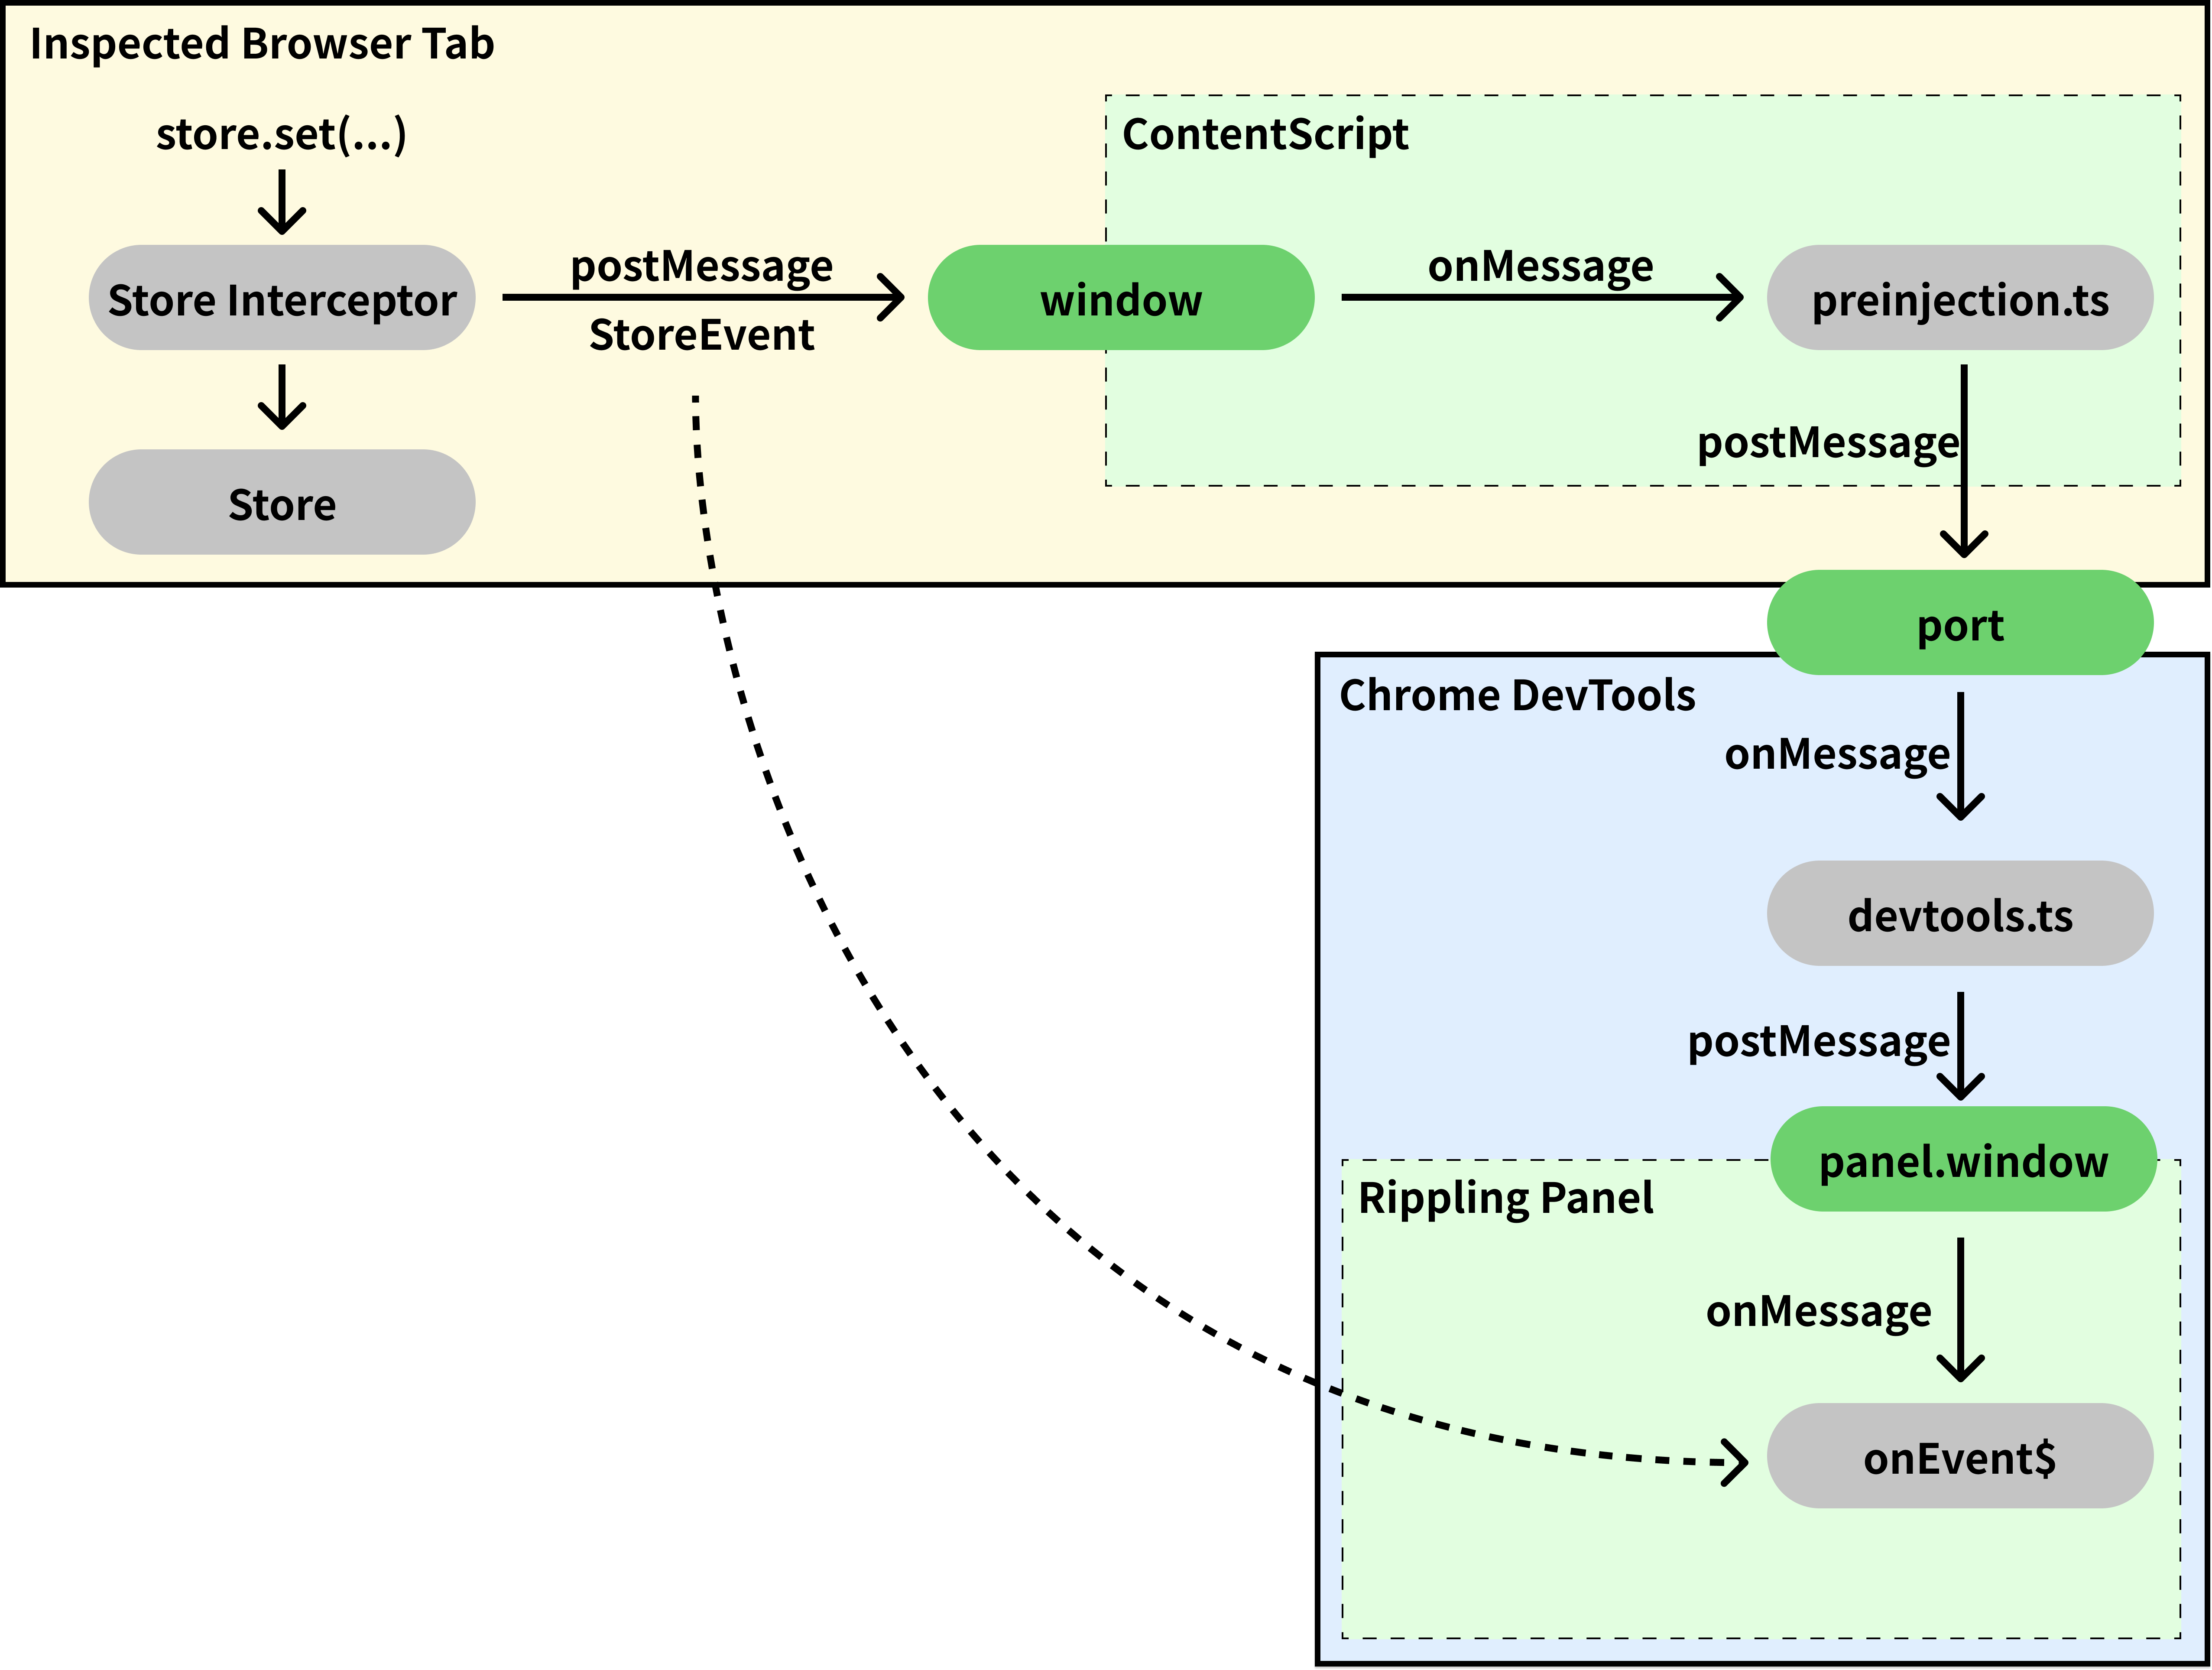 Inspected Browser Tab
store.set(...)
ContentScript
Store Interceptor
postMessage
StoreEvent
window
onMessage
preinjection.ts
postMessage
Store
port
Chrome DevTools
onMessage
devtools.ts
postMessage
panel.window
Rippling Panel
onMessage
onEvent$